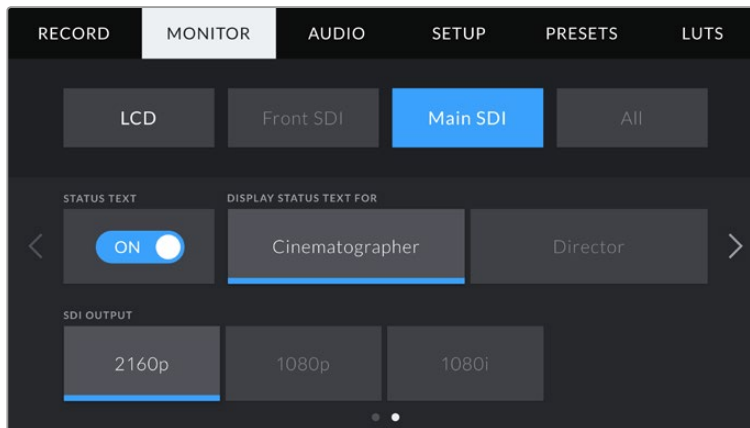 RECORD MONITOR AUDIO SETUP PRESETS LUTS
LCD Front SDI Main SDI All
STATUS TEXT DISPLAY STATUS TEXT FOR
ON Cinematographer Director
SDI OUTPUT
2160p 1080p 1080i